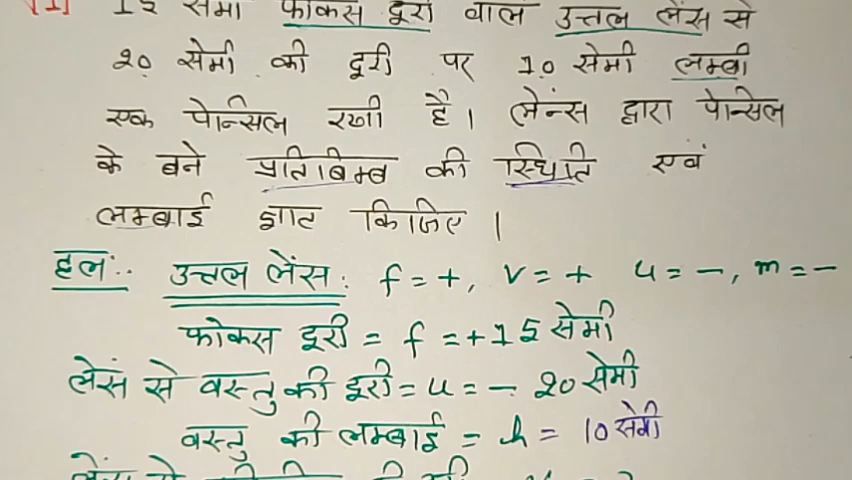 (1) 15 सेमी फोकस दूरी वाले उत्तल लेंस से
20 सेमी की दूरी पर 10 सेमी लम्बी
एक पेन्सिल रखी है। लेन्स द्वारा पेन्सिल
के बने प्रतिबिम्ब की स्थिति एवं
लम्बाई ज्ञात किजिए।
हल:- उत्तल लेंस: f = +, v = + u = -, m = -
फोकस दूरी = f = +15 सेमी
लेंस से वस्तु की दूरी = u = - 20 सेमी
वस्तु की लम्बाई = h = 10 सेमी